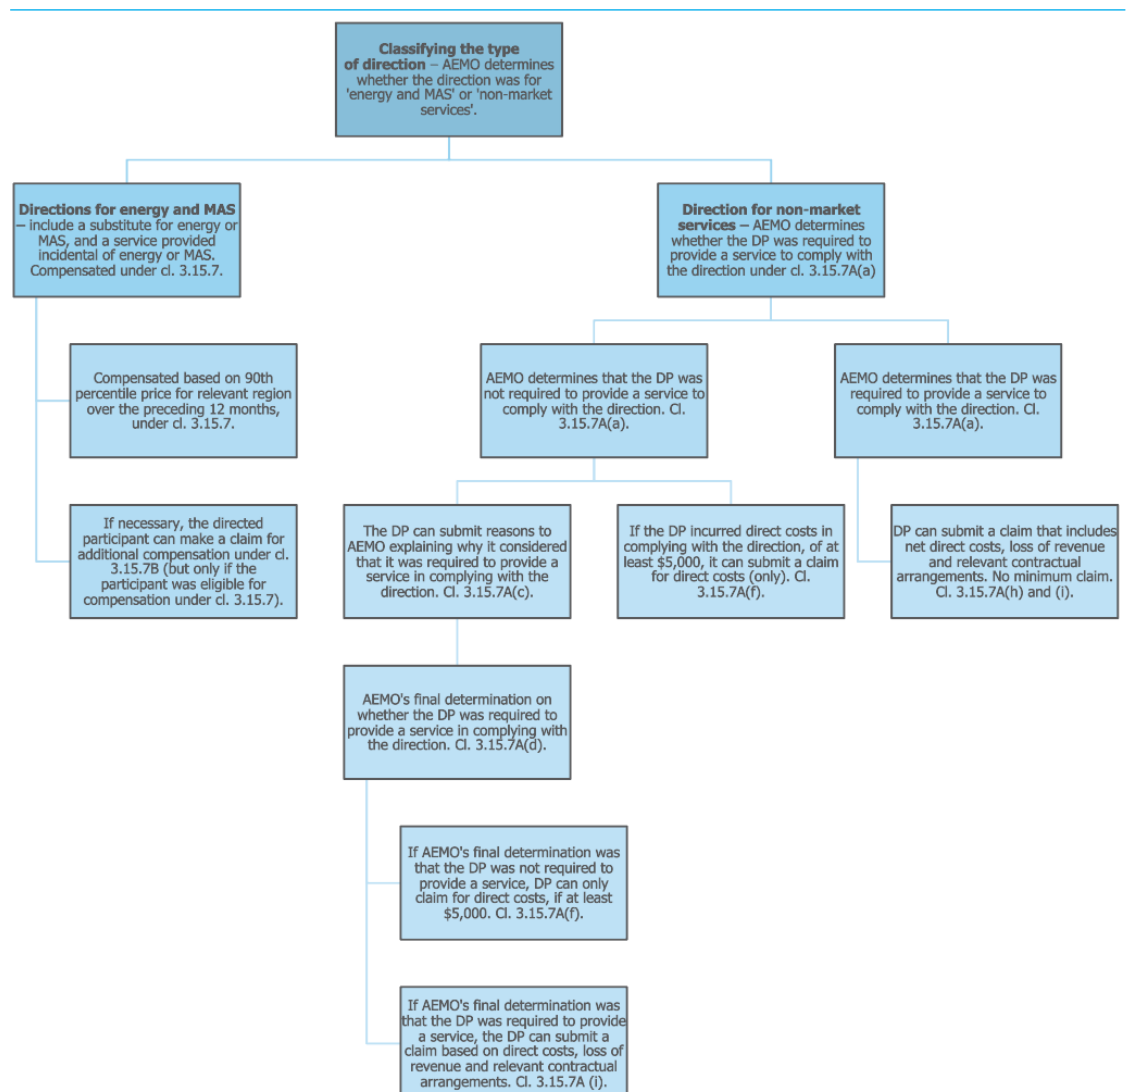 Classifying the type
of direction – AEMO determines
whether the direction was for
'energy and MAS' or 'non-market
services'.
Directions for energy and MAS
– include a substitute for energy or
MAS, and a service provided
incidental of energy or MAS.
Compensated under cl. 3.15.7.
Direction for non-market
services – AEMO determines
whether the DP was required to
provide a service to comply with
the direction under cl. 3.15.7A(a)
Compensated based on 90th
percentile price for relevant region
over the preceding 12 months,
under cl. 3.15.7.
If necessary, the directed
participant can make a claim for
additional compensation under cl.
3.15.7B (but only if the
participant was eligible for
compensation under cl. 3.15.7).
AEMO determines that the DP was
not required to provide a service to
comply with the direction. Cl.
3.15.7A(a).
AEMO determines that the DP was
required to provide a service to
comply with the direction. Cl.
3.15.7A(a).
The DP can submit reasons to
AEMO explaining why it considered
that it was required to provide a
service in complying with the
direction. Cl. 3.15.7A(c).
If the DP incurred direct costs in
complying with the direction, of at
least $5,000, it can submit a claim
for direct costs (only). Cl.
3.15.7A(f).
DP can submit a claim that includes
net direct costs, loss of revenue
and relevant contractual
arrangements. No minimum claim.
Cl. 3.15.7A(h) and (i).
AEMO's final determination on
whether the DP was required to
provide a service in complying with
the direction. Cl. 3.15.7A(d).
If AEMO's final determination was
that the DP was not required to
provide a service, DP can only
claim for direct costs, if at least
$5,000. Cl. 3.15.7A(f).
If AEMO's final determination was
that the DP was required to provide
a service, the DP can submit a
claim based on direct costs, loss of
revenue and relevant contractual
arrangements. Cl. 3.15.7A (i).